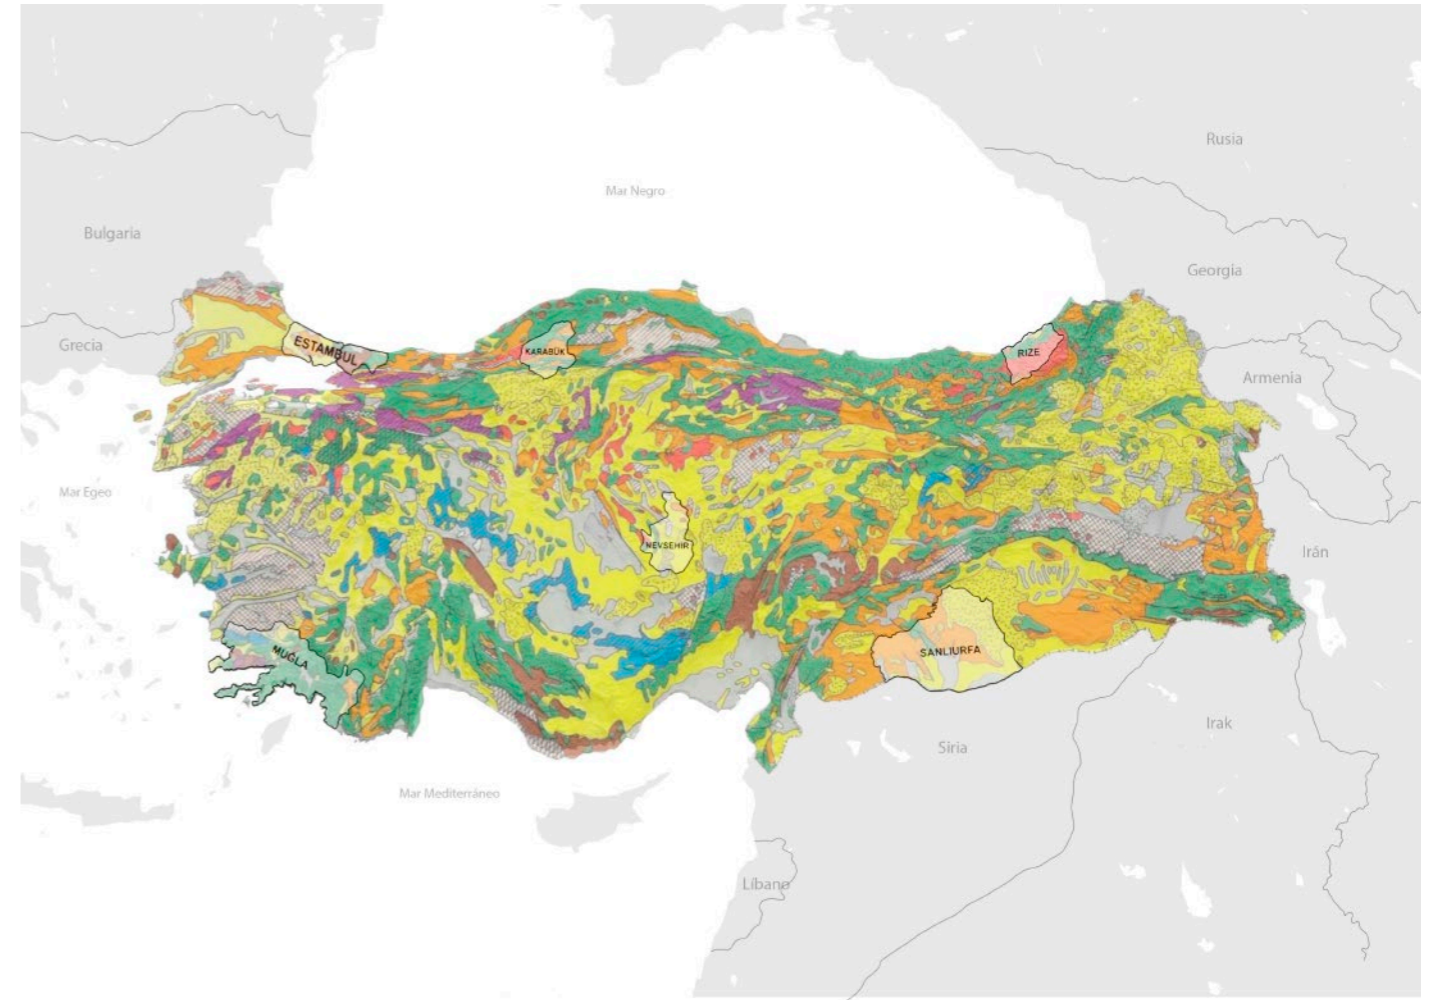 Rusia
Mar Negro
Bulgaria
Georgia
Grecia
ESTAMBUL
KARABÜK
RIZE
Armenia
Mar Egeo
NEVSEHIR
Irán
MUĞLA
SANLIURFA
Irak
Siria
Mar Mediterráneo
Líbano